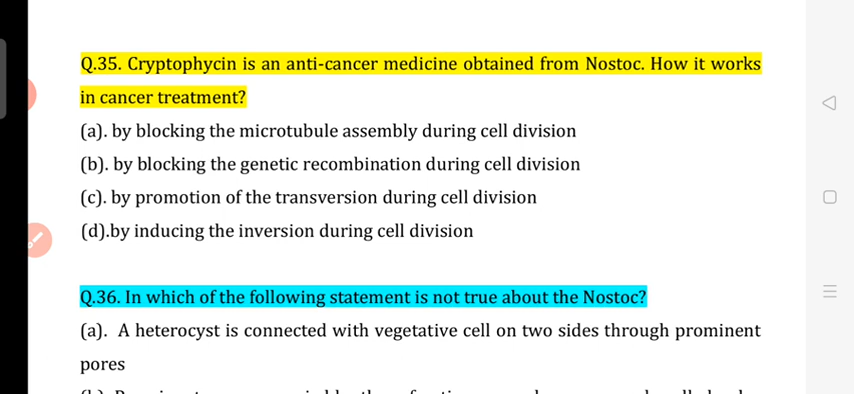 Q.35. Cryptophycin is an anti-cancer medicine obtained from Nostoc. How it works
in cancer treatment?
(a). by blocking the microtubule assembly during cell division
(b). by blocking the genetic recombination during cell division
(c). by promotion of the transversion during cell division
(d).by inducing the inversion during cell division
Q.36. In which of the following statement is not true about the Nostoc?
(a). A heterocyst is connected with vegetative cell on two sides through prominent
pores